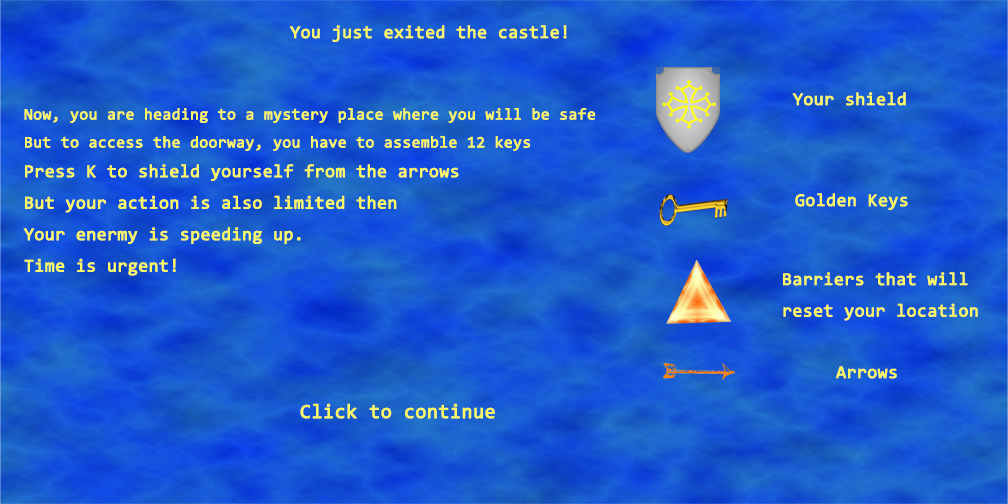 You just exited the castle!
Now, you are heading to a mystery place where you will be safe
But to access the doorway, you have to assemble 12 keys
Press K to shield yourself from the arrows
But your action is also limited then
Your enermy is speeding up.
Time is urgent!
Click to continue
Your shield
Golden Keys
Barriers that will
reset your location
Arrows